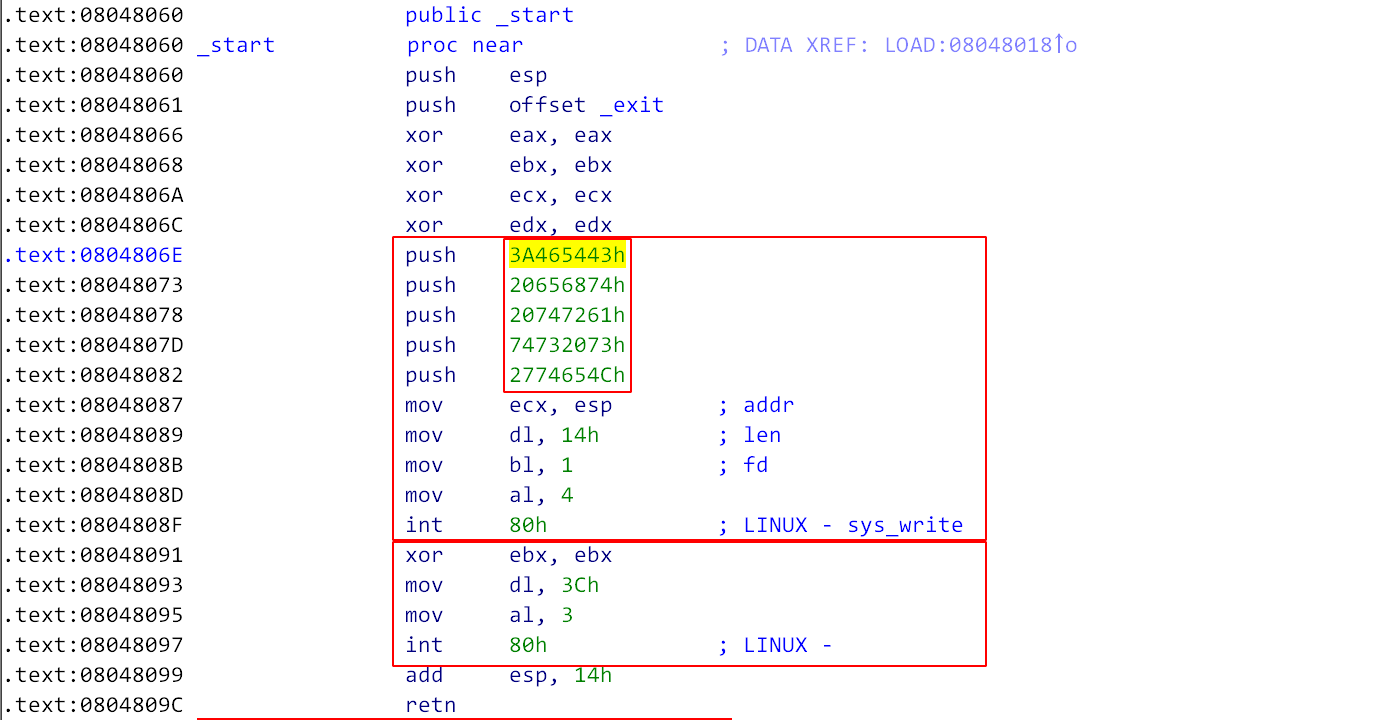 .text:08048060 public _start
.text:08048060 _start proc near ; DATA XREF: LOAD:08048018↑o
.text:08048060 push esp
.text:08048061 push offset _exit
.text:08048066 xor eax, eax
.text:08048068 xor ebx, ebx
.text:0804806A xor ecx, ecx
.text:0804806C xor edx, edx
.text:0804806E push 3A465443h
.text:08048073 push 20656874h
.text:08048078 push 20747261h
.text:0804807D push 74732073h
.text:08048082 push 2774654Ch
.text:08048087 mov ecx, esp ; addr
.text:08048089 mov dl, 14h ; len
.text:0804808B mov bl, 1 ; fd
.text:0804808D mov al, 4
.text:0804808F int 80h ; LINUX - sys_write
.text:08048091 xor ebx, ebx
.text:08048093 mov dl, 3Ch
.text:08048095 mov al, 3
.text:08048097 int 80h ; LINUX -
.text:08048099 add esp, 14h
.text:0804809C retn